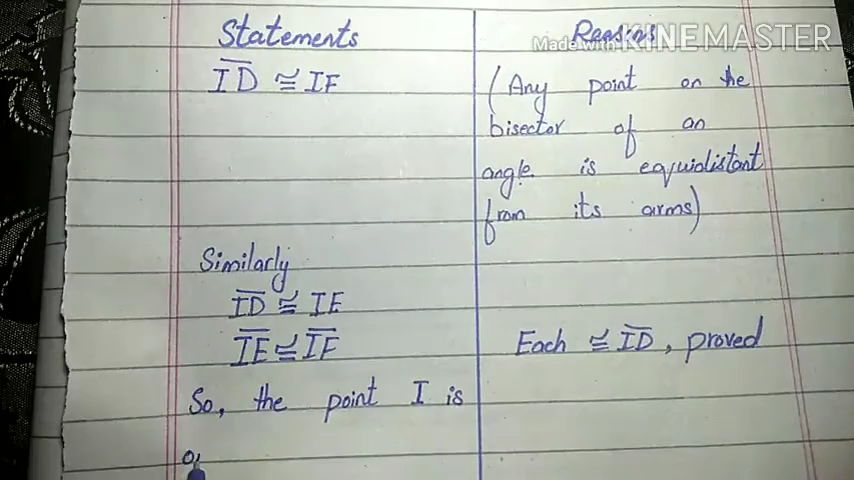 Statements
Reasons
Made with KINEMASTER
ID ≅ IF
(Any point on the
bisector of an
angle is equidistant
from its arms)
Similarly
ID ≅ IE
IE ≅ IF
Each ≅ ID, proved
So, the point I is